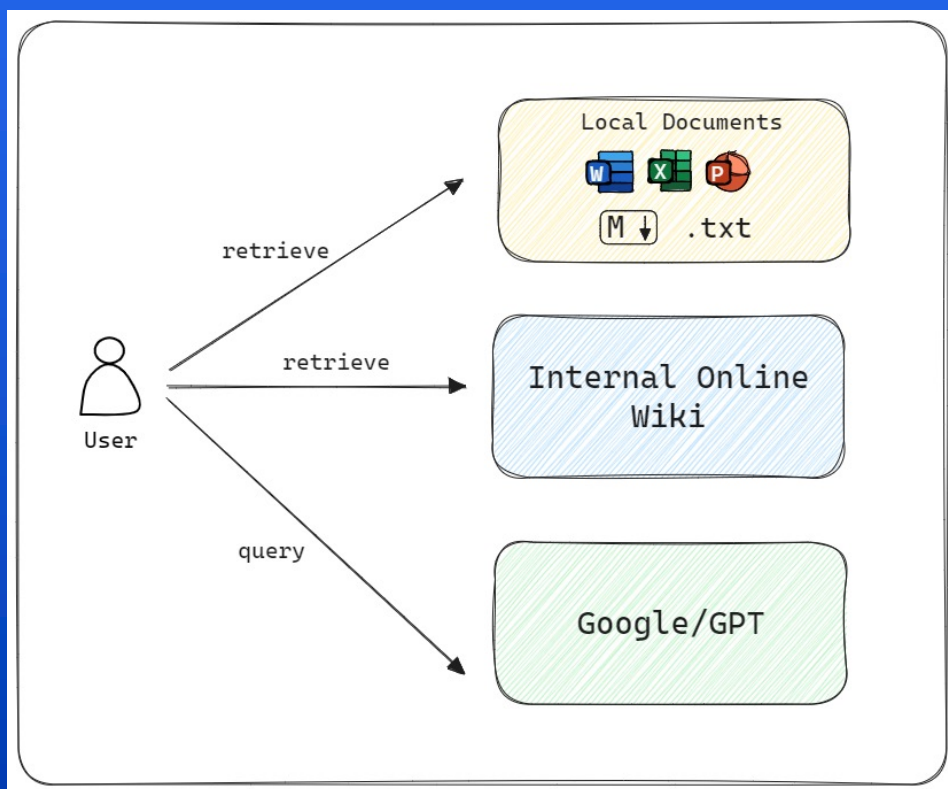 Local Documents
W X P
M↓ .txt
retrieve
retrieve
Internal Online
Wiki
User
query
Google/GPT